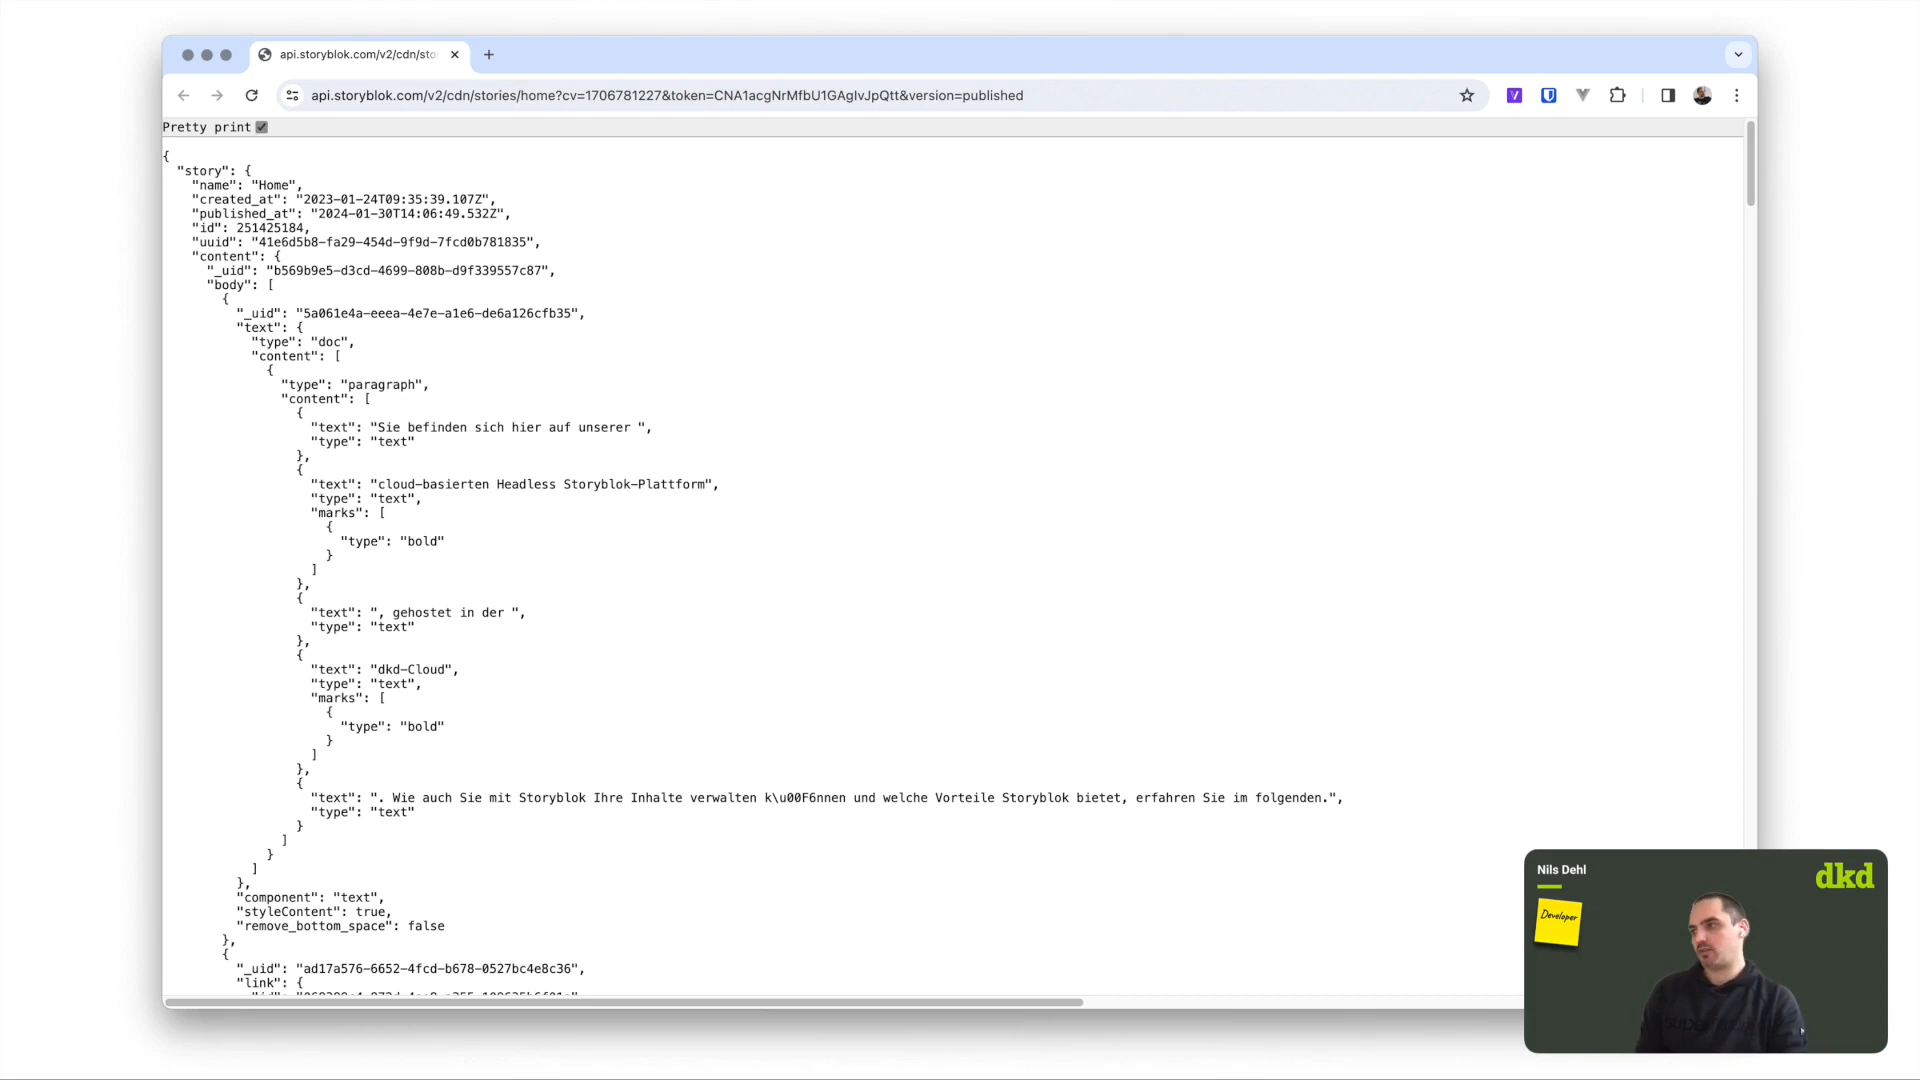 api.storyblok.com/v2/cdn/sto
api.storyblok.com/v2/cdn/stories/home?cv=1706781227&token=CNA1acgNrMfbU1GAgIvJpQtt&version=published
Pretty print
{
"story": {
"name": "Home",
"created_at": "2023-01-24T09:35:39.107Z",
"published_at": "2024-01-30T14:06:49.532Z",
"id": 251425184,
"uuid": "41e6d5b8-fa29-454d-9f9d-7fcd0b781835",
"content": {
"_uid": "b569b9e5-d3cd-4699-808b-d9f339557c87",
"body": [
{
"_uid": "5a061e4a-eeea-4e7e-a1e6-de6a126cfb35",
"text": {
"type": "doc",
"content": [
{
"type": "paragraph",
"content": [
{
"text": "Sie befinden sich hier auf unserer ",
"type": "text"
},
{
"text": "cloud-basierten Headless Storyblok-Plattform",
"type": "text",
"marks": [
{
"type": "bold"
}
]
},
{
"text": ", gehostet in der ",
"type": "text"
},
{
"text": "dkd-Cloud",
"type": "text",
"marks": [
{
"type": "bold"
}
]
},
{
"text": ". Wie auch Sie mit Storyblok Ihre Inhalte verwalten k\u00F6nnen und welche Vorteile Storyblok bietet, erfahren Sie im folgenden.",
"type": "text"
}
]
}
]
},
"component": "text",
"styleContent": true,
"remove_bottom_space": false
},
{
"_uid": "ad17a576-6652-4fcd-b678-0527bc4e8c36",
"link": {
Nils Dehl
dkd
Developer